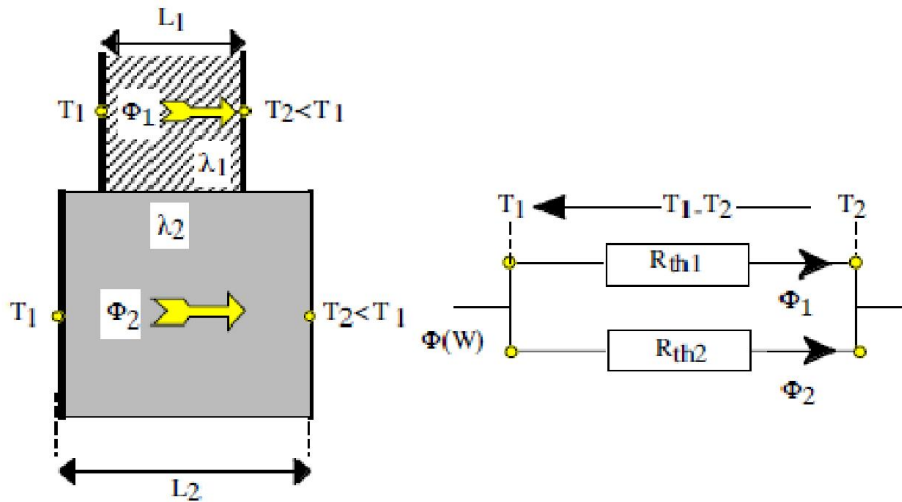 L1
T1 Φ1 T2<T1
λ1
λ2
T1 Φ2 T2<T1
L2
T1 T1-T2 T2
Rth1
Φ1
Φ(W)
Rth2
Φ2